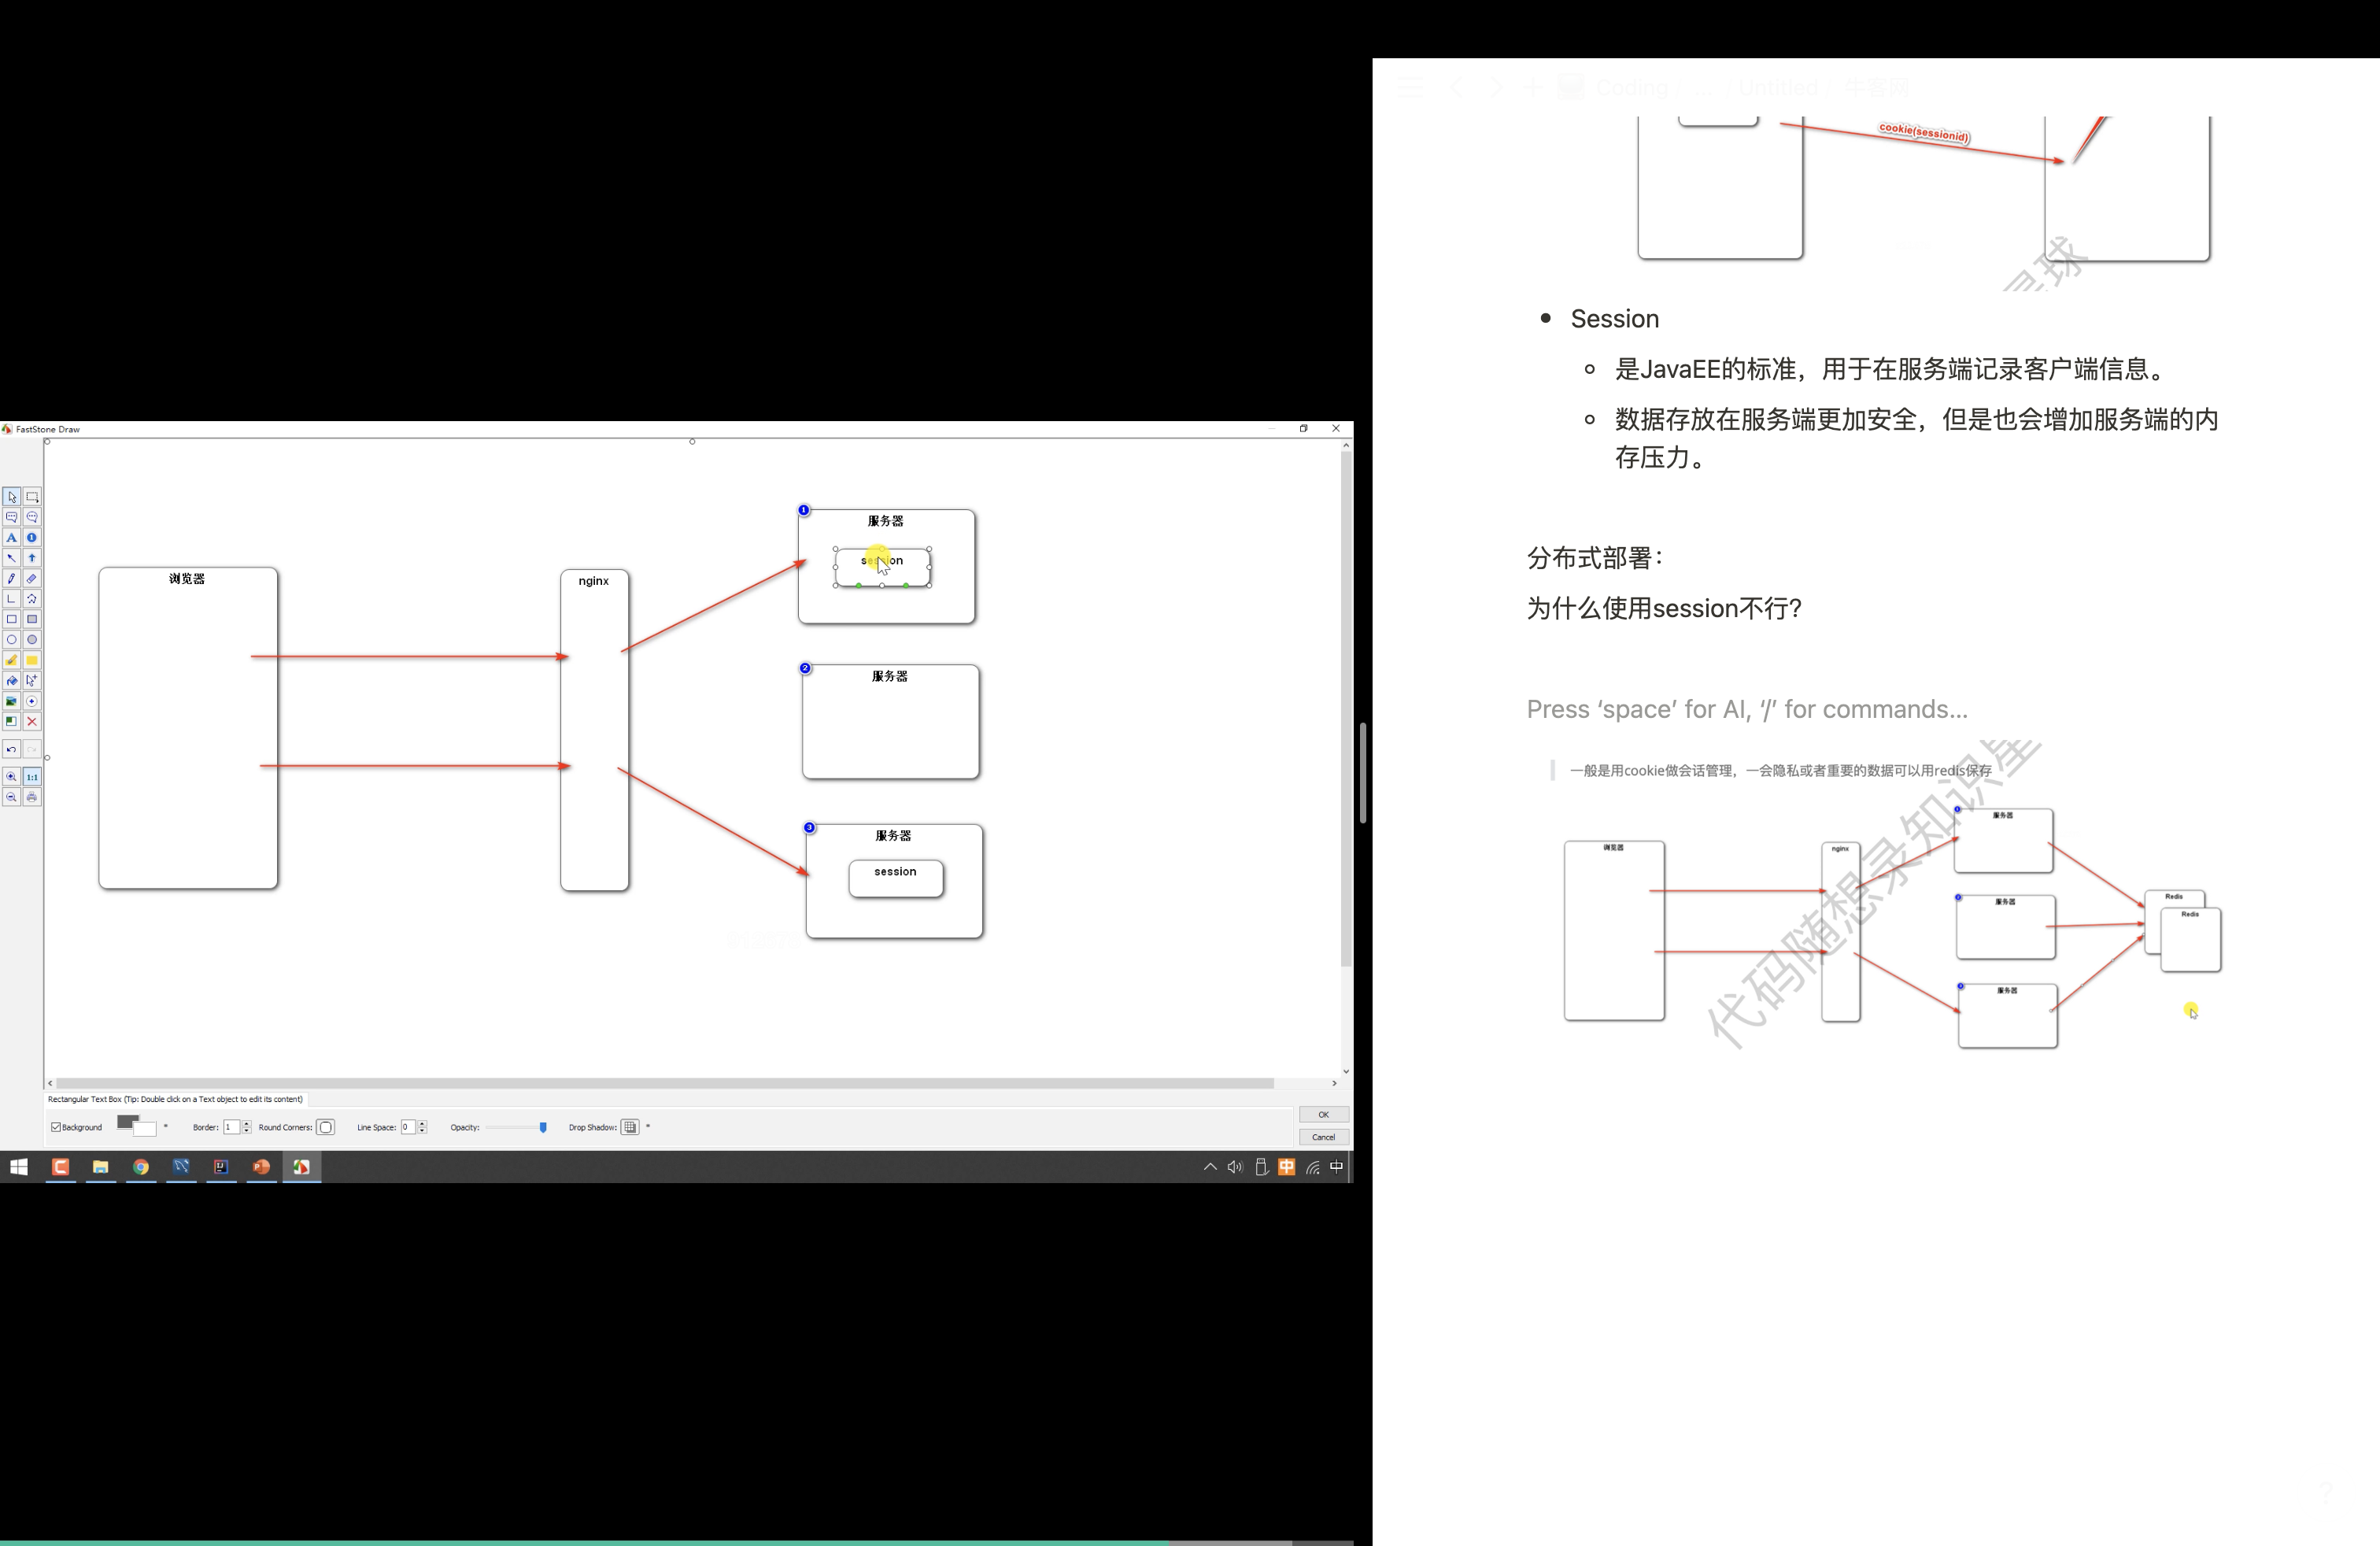 FastStone Draw
浏览器
nginx
1
服务器
session
2
服务器
3
服务器
session
1:1
Rectangular Text Box (Tip: Double click on a Text object to edit its content)
Background
Border: 1
Round Corners:
Line Space: 0
Opacity:
Drop Shadow:
OK
Cancel
中
中
Coding
...
Untitled
cookie(sessionid)
星球
Session
是JavaEE的标准，用于在服务端记录客户端信息。
数据存放在服务端更加安全，但是也会增加服务端的内
存压力。
分布式部署：
为什么使用session不行？
Press ‘space’ for AI, ‘/’ for commands…
一般是用cookie做会话管理，一会隐私或者重要的数据可以用redis保存
浏览器
nginx
服务器
服务器
服务器
Redis
Redis
代码随想录知识星